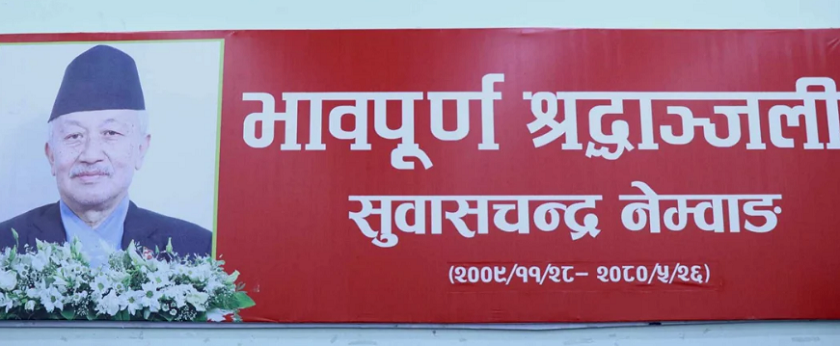 भावपूर्ण श्रद्धाञ्जली
सुवासचन्द्र नेम्वाङ
(२००९/११/२८– २०८०/५/२६)